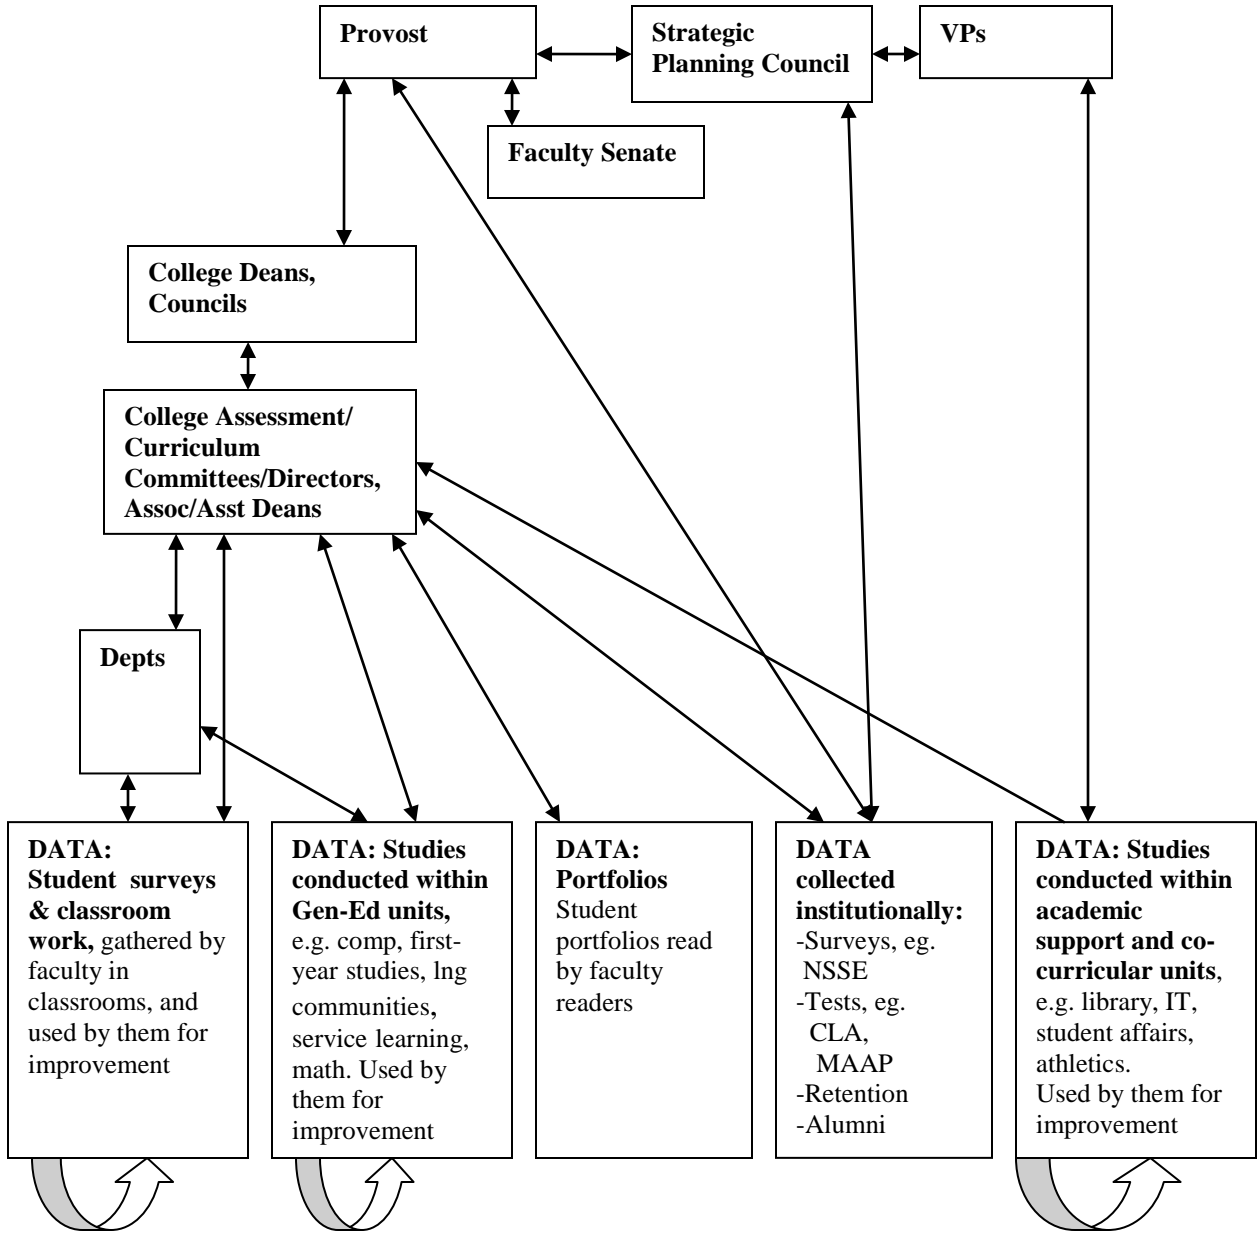 Provost
Strategic
Planning Council
VPs
Faculty Senate
College Deans,
Councils
College Assessment/
Curriculum
Committees/Directors,
Assoc/Asst Deans
Depts
DATA:
Student surveys
& classroom
work, gathered by
faculty in
classrooms, and
used by them for
improvement
DATA: Studies
conducted within
Gen-Ed units,
e.g. comp, first-
year studies, lng
communities,
service learning,
math. Used by
them for
improvement
DATA:
Portfolios
Student
portfolios read
by faculty
readers
DATA
collected
institutionally:
-Surveys, eg.
NSSE
-Tests, eg.
CLA,
MAAP
-Retention
-Alumni
DATA: Studies
conducted within
academic
support and co-
curricular units,
e.g. library, IT,
student affairs,
athletics.
Used by them for
improvement